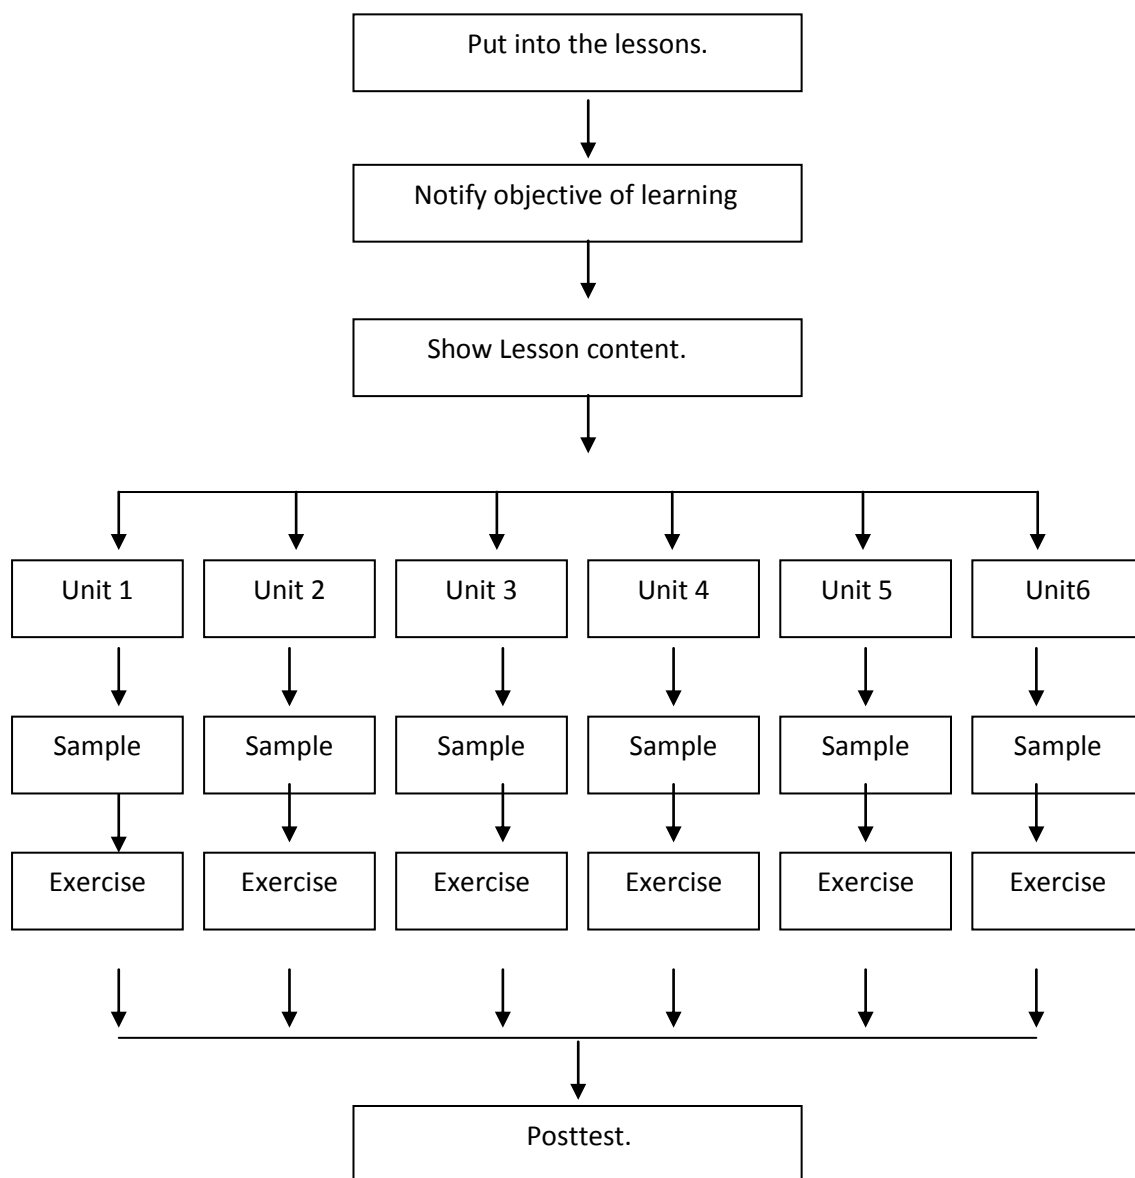 Put into the lessons.
Notify objective of learning
Show Lesson content.
Unit 1
Unit 2
Unit 3
Unit 4
Unit 5
Unit6
Sample
Sample
Sample
Sample
Sample
Sample
Exercise
Exercise
Exercise
Exercise
Exercise
Exercise
Posttest.